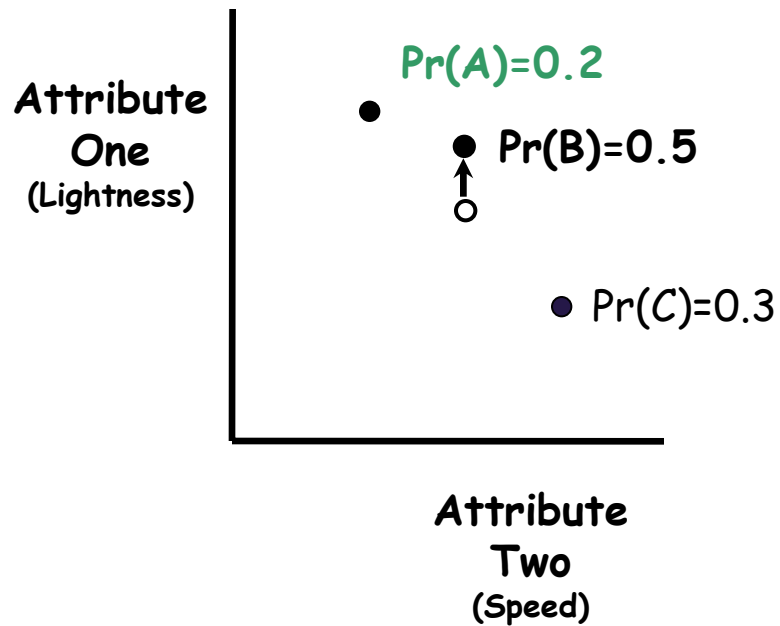 Pr(A)=0.2
Attribute
One
(Lightness)
Pr(B)=0.5
Pr(C)=0.3
Attribute
Two
(Speed)